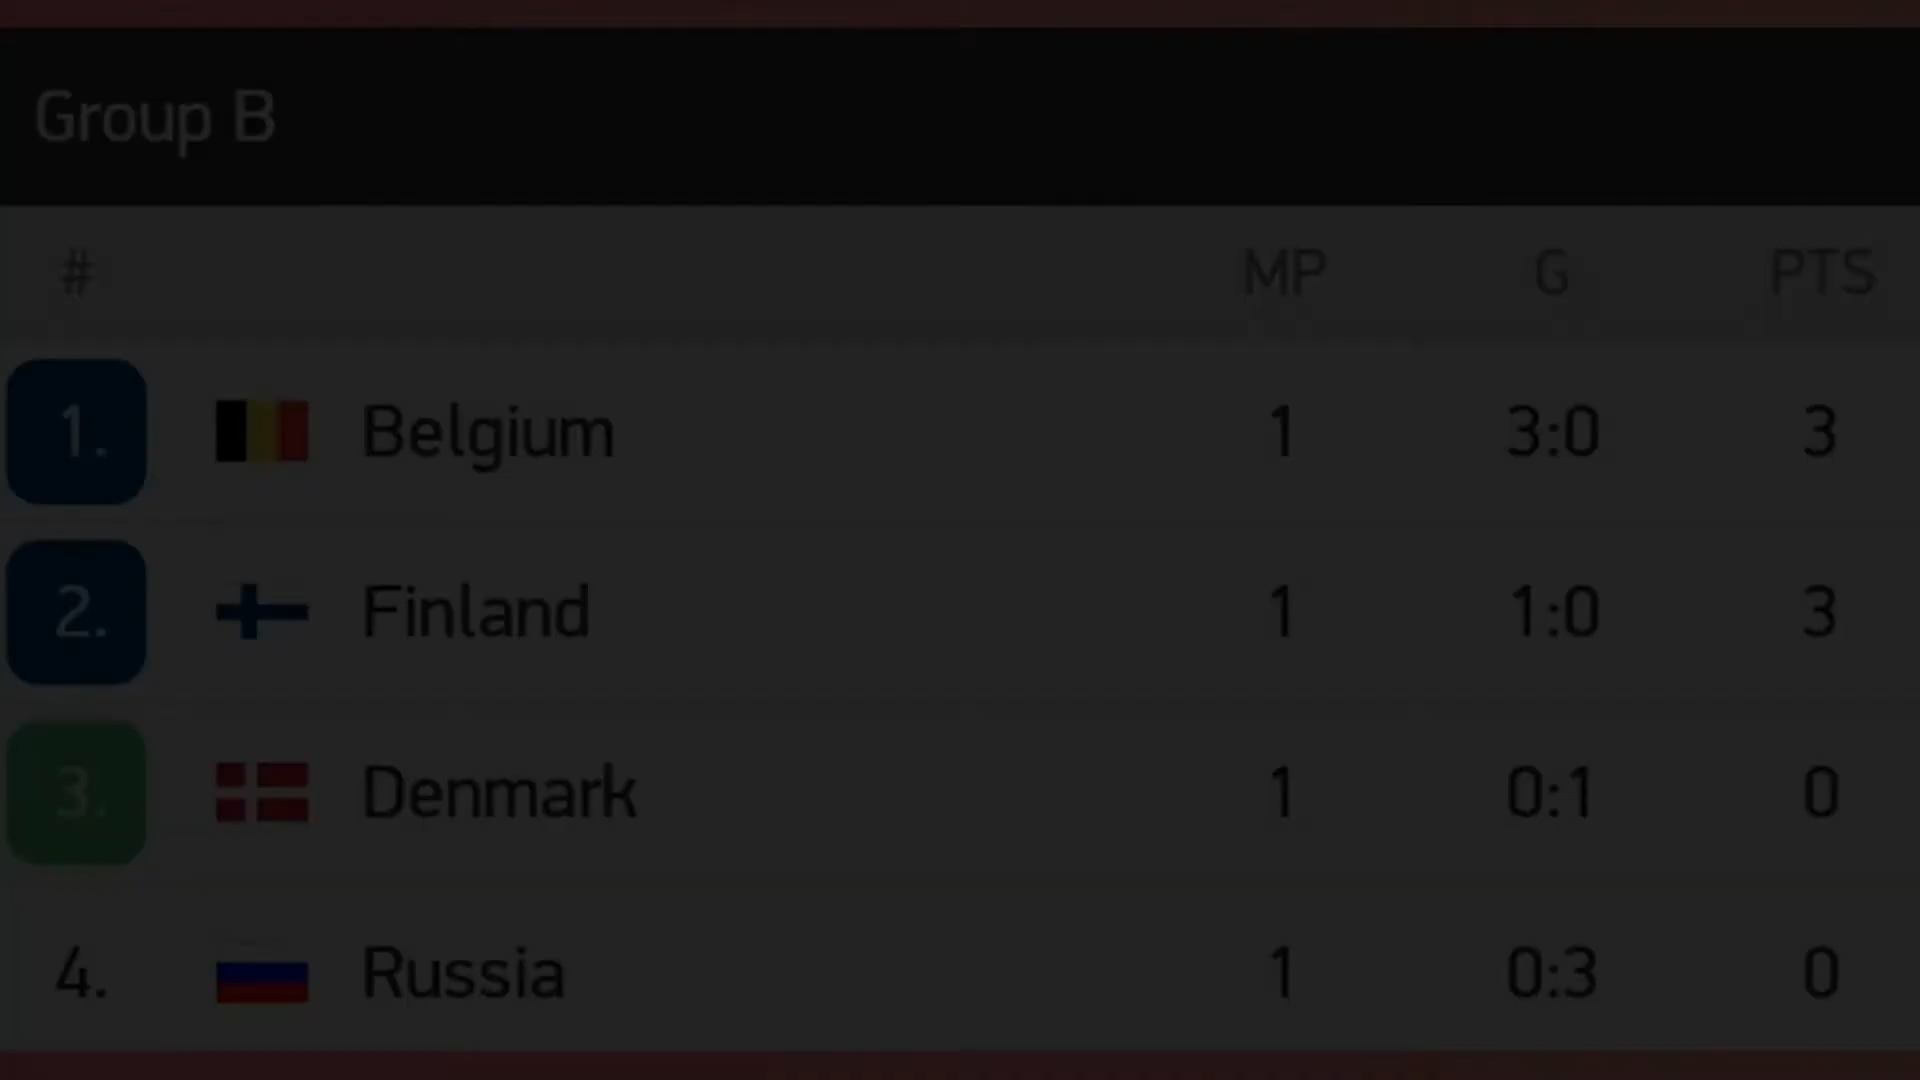 Group B
# MP G PTS
1. Belgium 1 3:0 3
2. Finland 1 1:0 3
3. Denmark 1 0:1 0
4. Russia 1 0:3 0